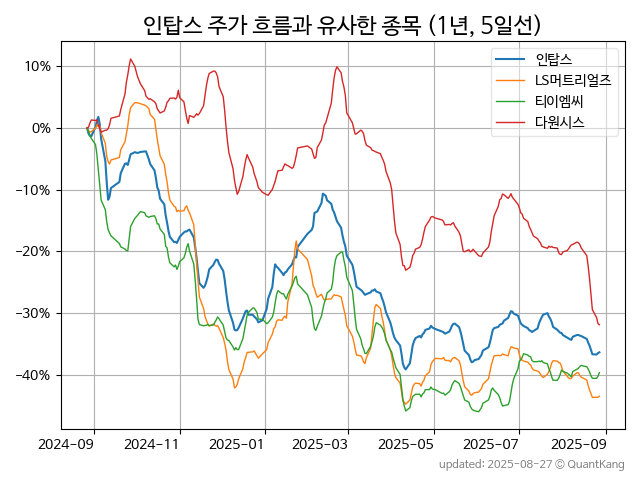 인탑스 주가 흐름과 유사한 종목 (1년, 5일선)
인탑스
LS머트리얼즈
티이엠씨
다원시스
10%
0%
−10%
−20%
−30%
−40%
2024-09 2024-11 2025-01 2025-03 2025-05 2025-07 2025-09
updated: 2025-08-27 © QuantKang